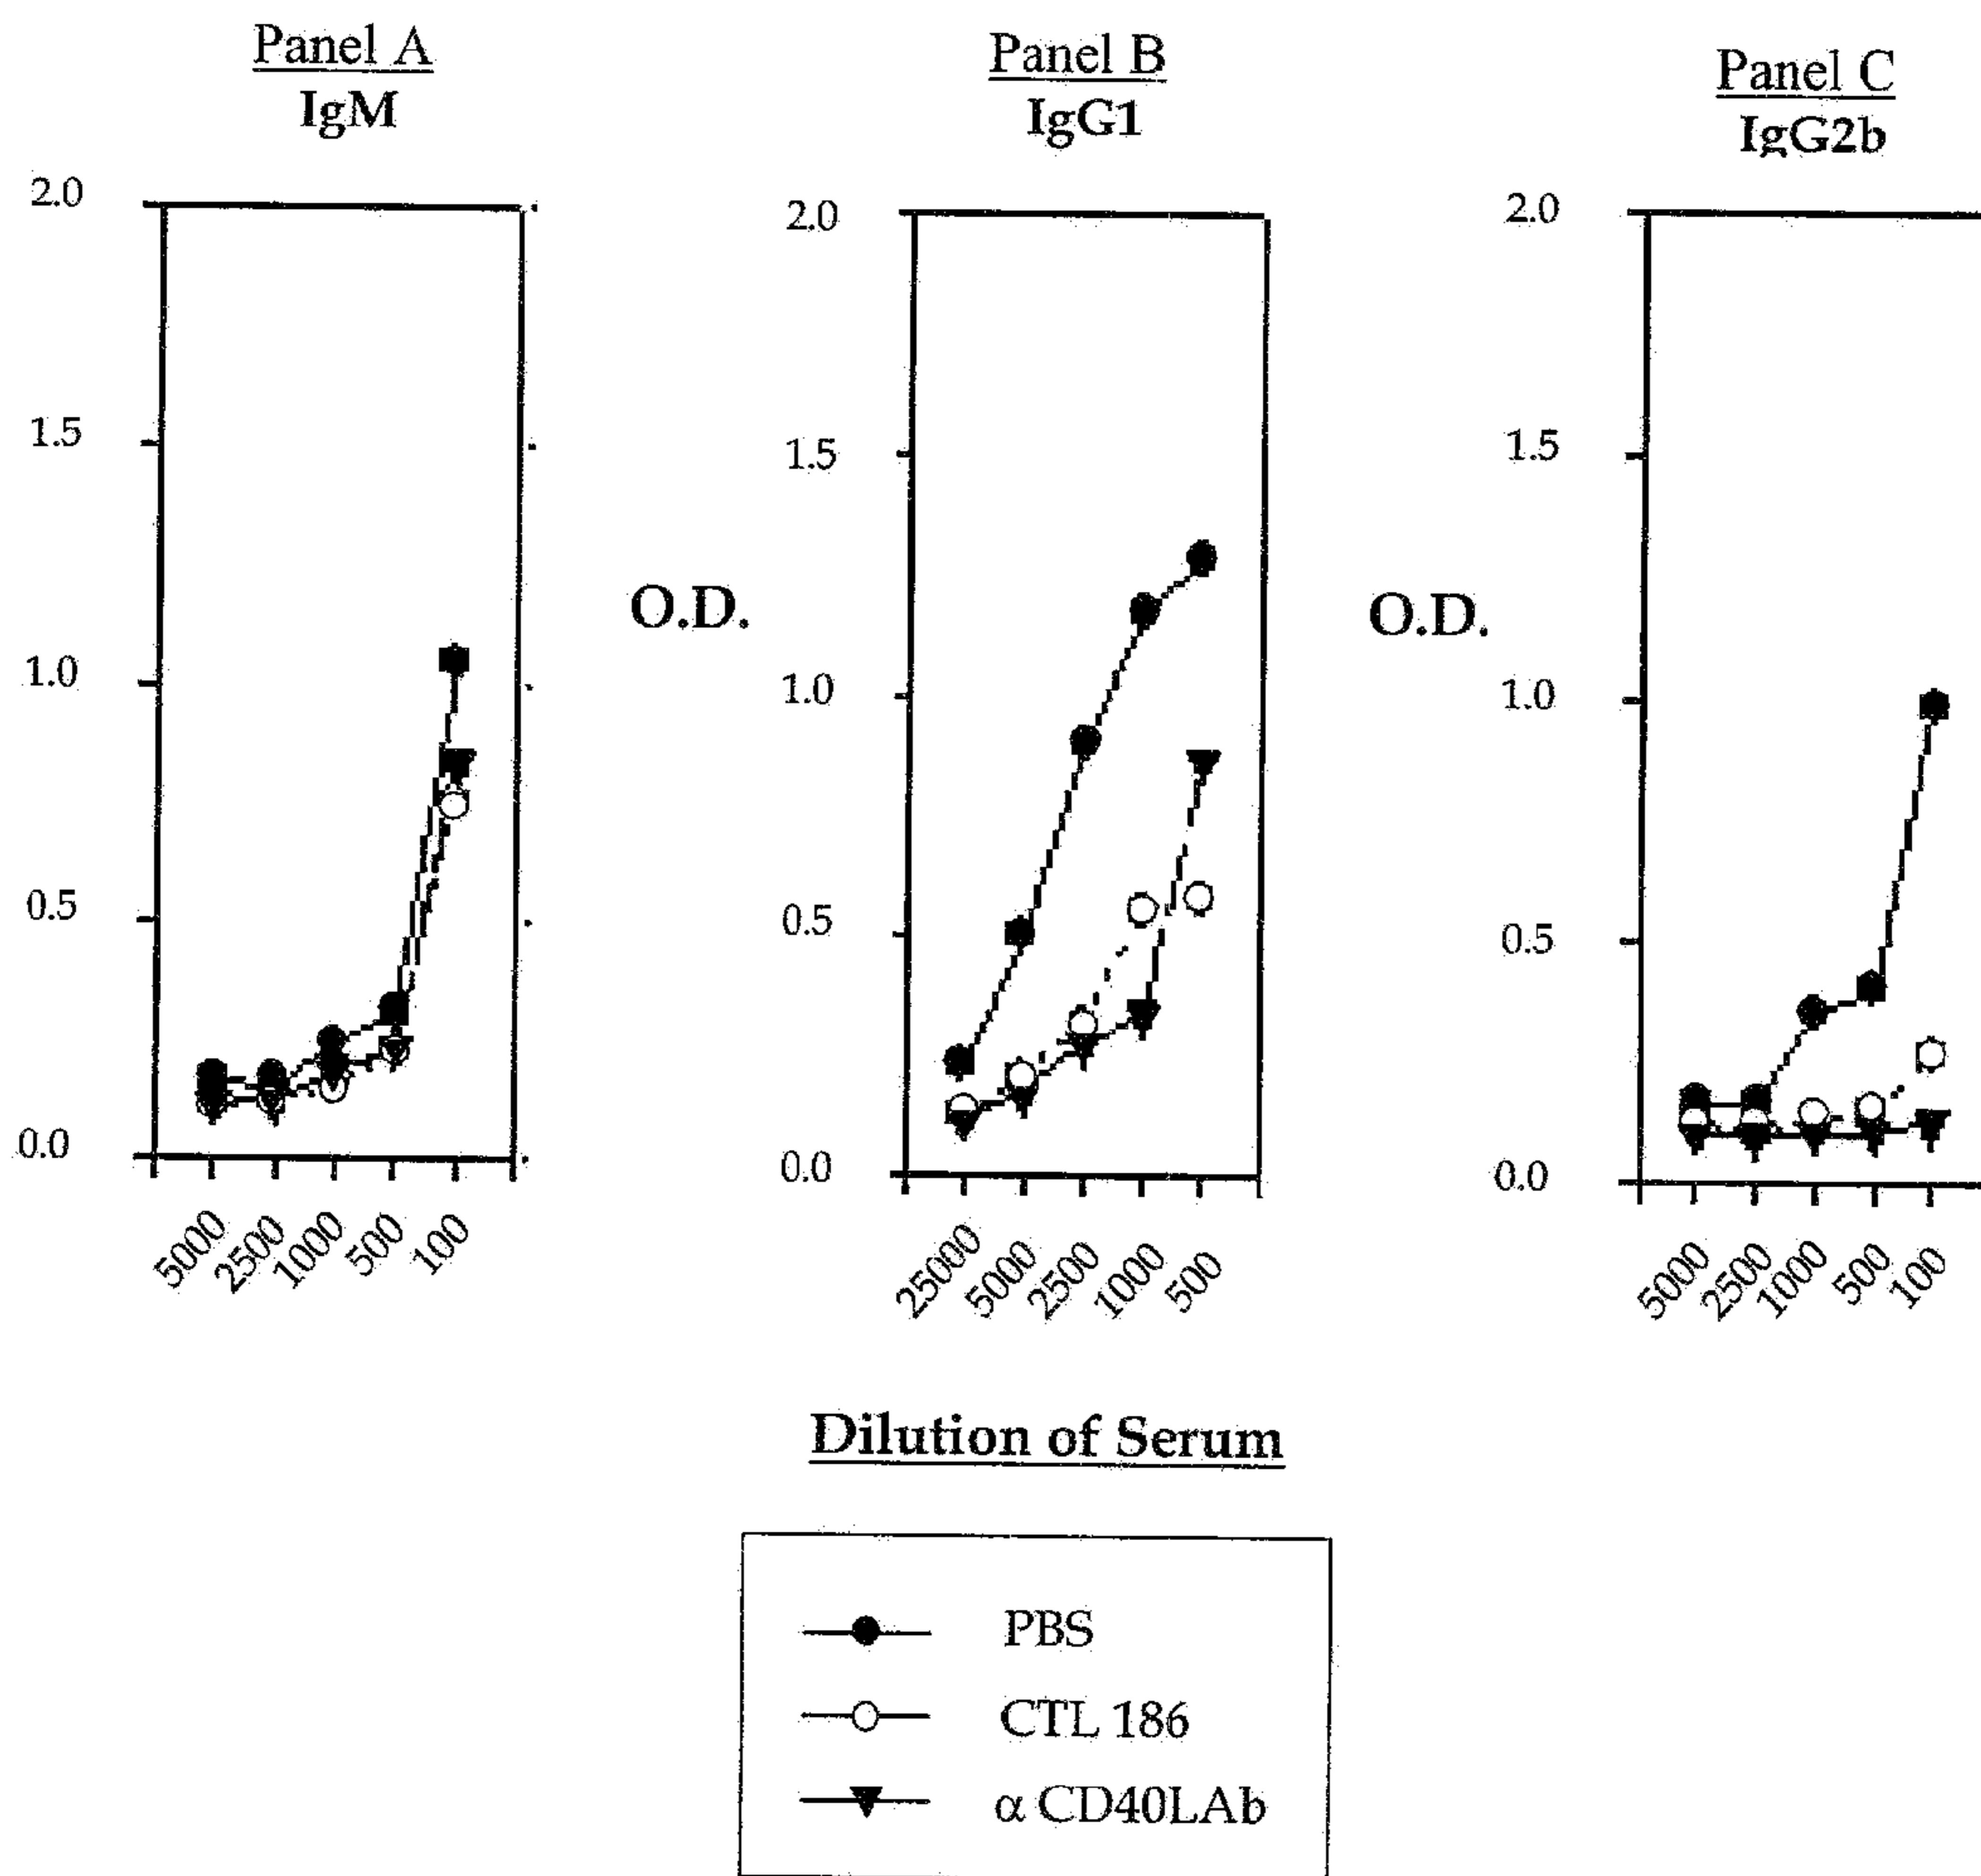 Panel A
IgM
2.0
1.5
1.0
0.5
0.0
5000
2500
1000
500
100
O.D.
Panel B
IgG1
2.0
1.5
1.0
0.5
0.0
25000
5000
2500
1000
500
O.D.
Panel C
IgG2b
2.0
1.5
1.0
0.5
0.0
5000
2500
1000
500
100
Dilution of Serum
PBS
CTL 186
α CD40LAb